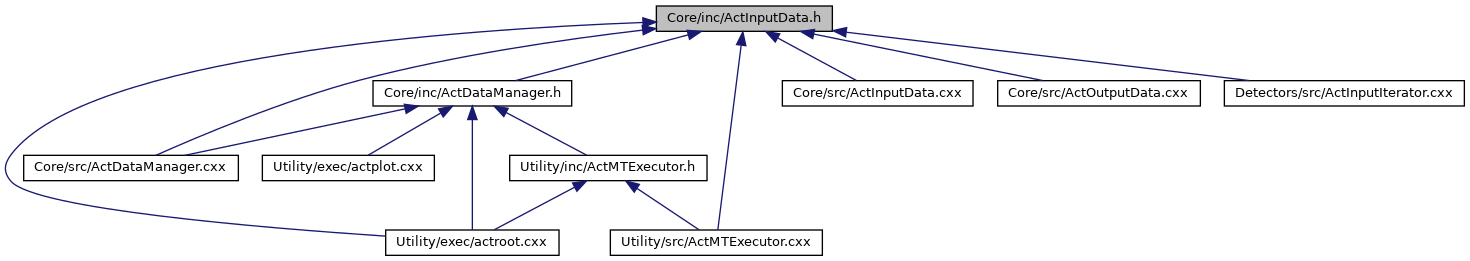 Core/inc/ActInputData.h
Core/inc/ActDataManager.h
Core/src/ActInputData.cxx
Core/src/ActOutputData.cxx
Detectors/src/ActInputIterator.cxx
Core/src/ActDataManager.cxx
Utility/exec/actplot.cxx
Utility/inc/ActMTExecutor.h
Utility/exec/actroot.cxx
Utility/src/ActMTExecutor.cxx